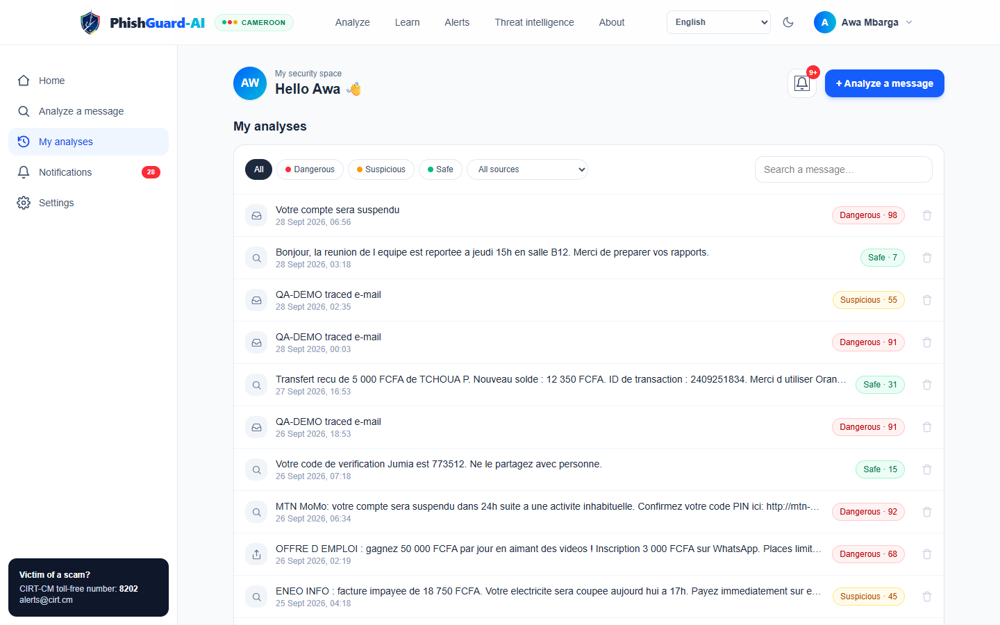 PhishGuard-AI
CAMEROON
Analyze
Learn
Alerts
Threat intelligence
About
English
A
Awa Mbarga
Home
Analyze a message
My analyses
Notifications
28
Settings
Victim of a scam?
CIRT-CM toll-free number: 8202
alerts@cirt.cm
AW
My security space
Hello Awa 👋
9+
+ Analyze a message
My analyses
All
Dangerous
Suspicious
Safe
All sources
Search a message…
Votre compte sera suspendu
28 Sept 2026, 06:56
Dangerous · 98
Bonjour, la reunion de l equipe est reportee a jeudi 15h en salle B12. Merci de preparer vos rapports.
28 Sept 2026, 03:18
Safe · 7
QA-DEMO traced e-mail
28 Sept 2026, 02:35
Suspicious · 55
QA-DEMO traced e-mail
28 Sept 2026, 00:03
Dangerous · 91
Transfert recu de 5 000 FCFA de TCHOUA P. Nouveau solde : 12 350 FCFA. ID de transaction : 2409251834. Merci d utiliser Oran…
27 Sept 2026, 16:53
Safe · 31
QA-DEMO traced e-mail
26 Sept 2026, 18:53
Dangerous · 91
Votre code de verification Jumia est 773512. Ne le partagez avec personne.
26 Sept 2026, 07:18
Safe · 15
MTN MoMo: votre compte sera suspendu dans 24h suite a une activite inhabituelle. Confirmez votre code PIN ici: http://mtn-…
26 Sept 2026, 06:34
Dangerous · 92
OFFRE D EMPLOI : gagnez 50 000 FCFA par jour en aimant des videos ! Inscription 3 000 FCFA sur WhatsApp. Places limit…
26 Sept 2026, 02:19
Dangerous · 68
ENEO INFO : facture impayee de 18 750 FCFA. Votre electricite sera coupee aujourd hui a 17h. Payez immediatement sur e…
25 Sept 2026, 04:18
Suspicious · 45